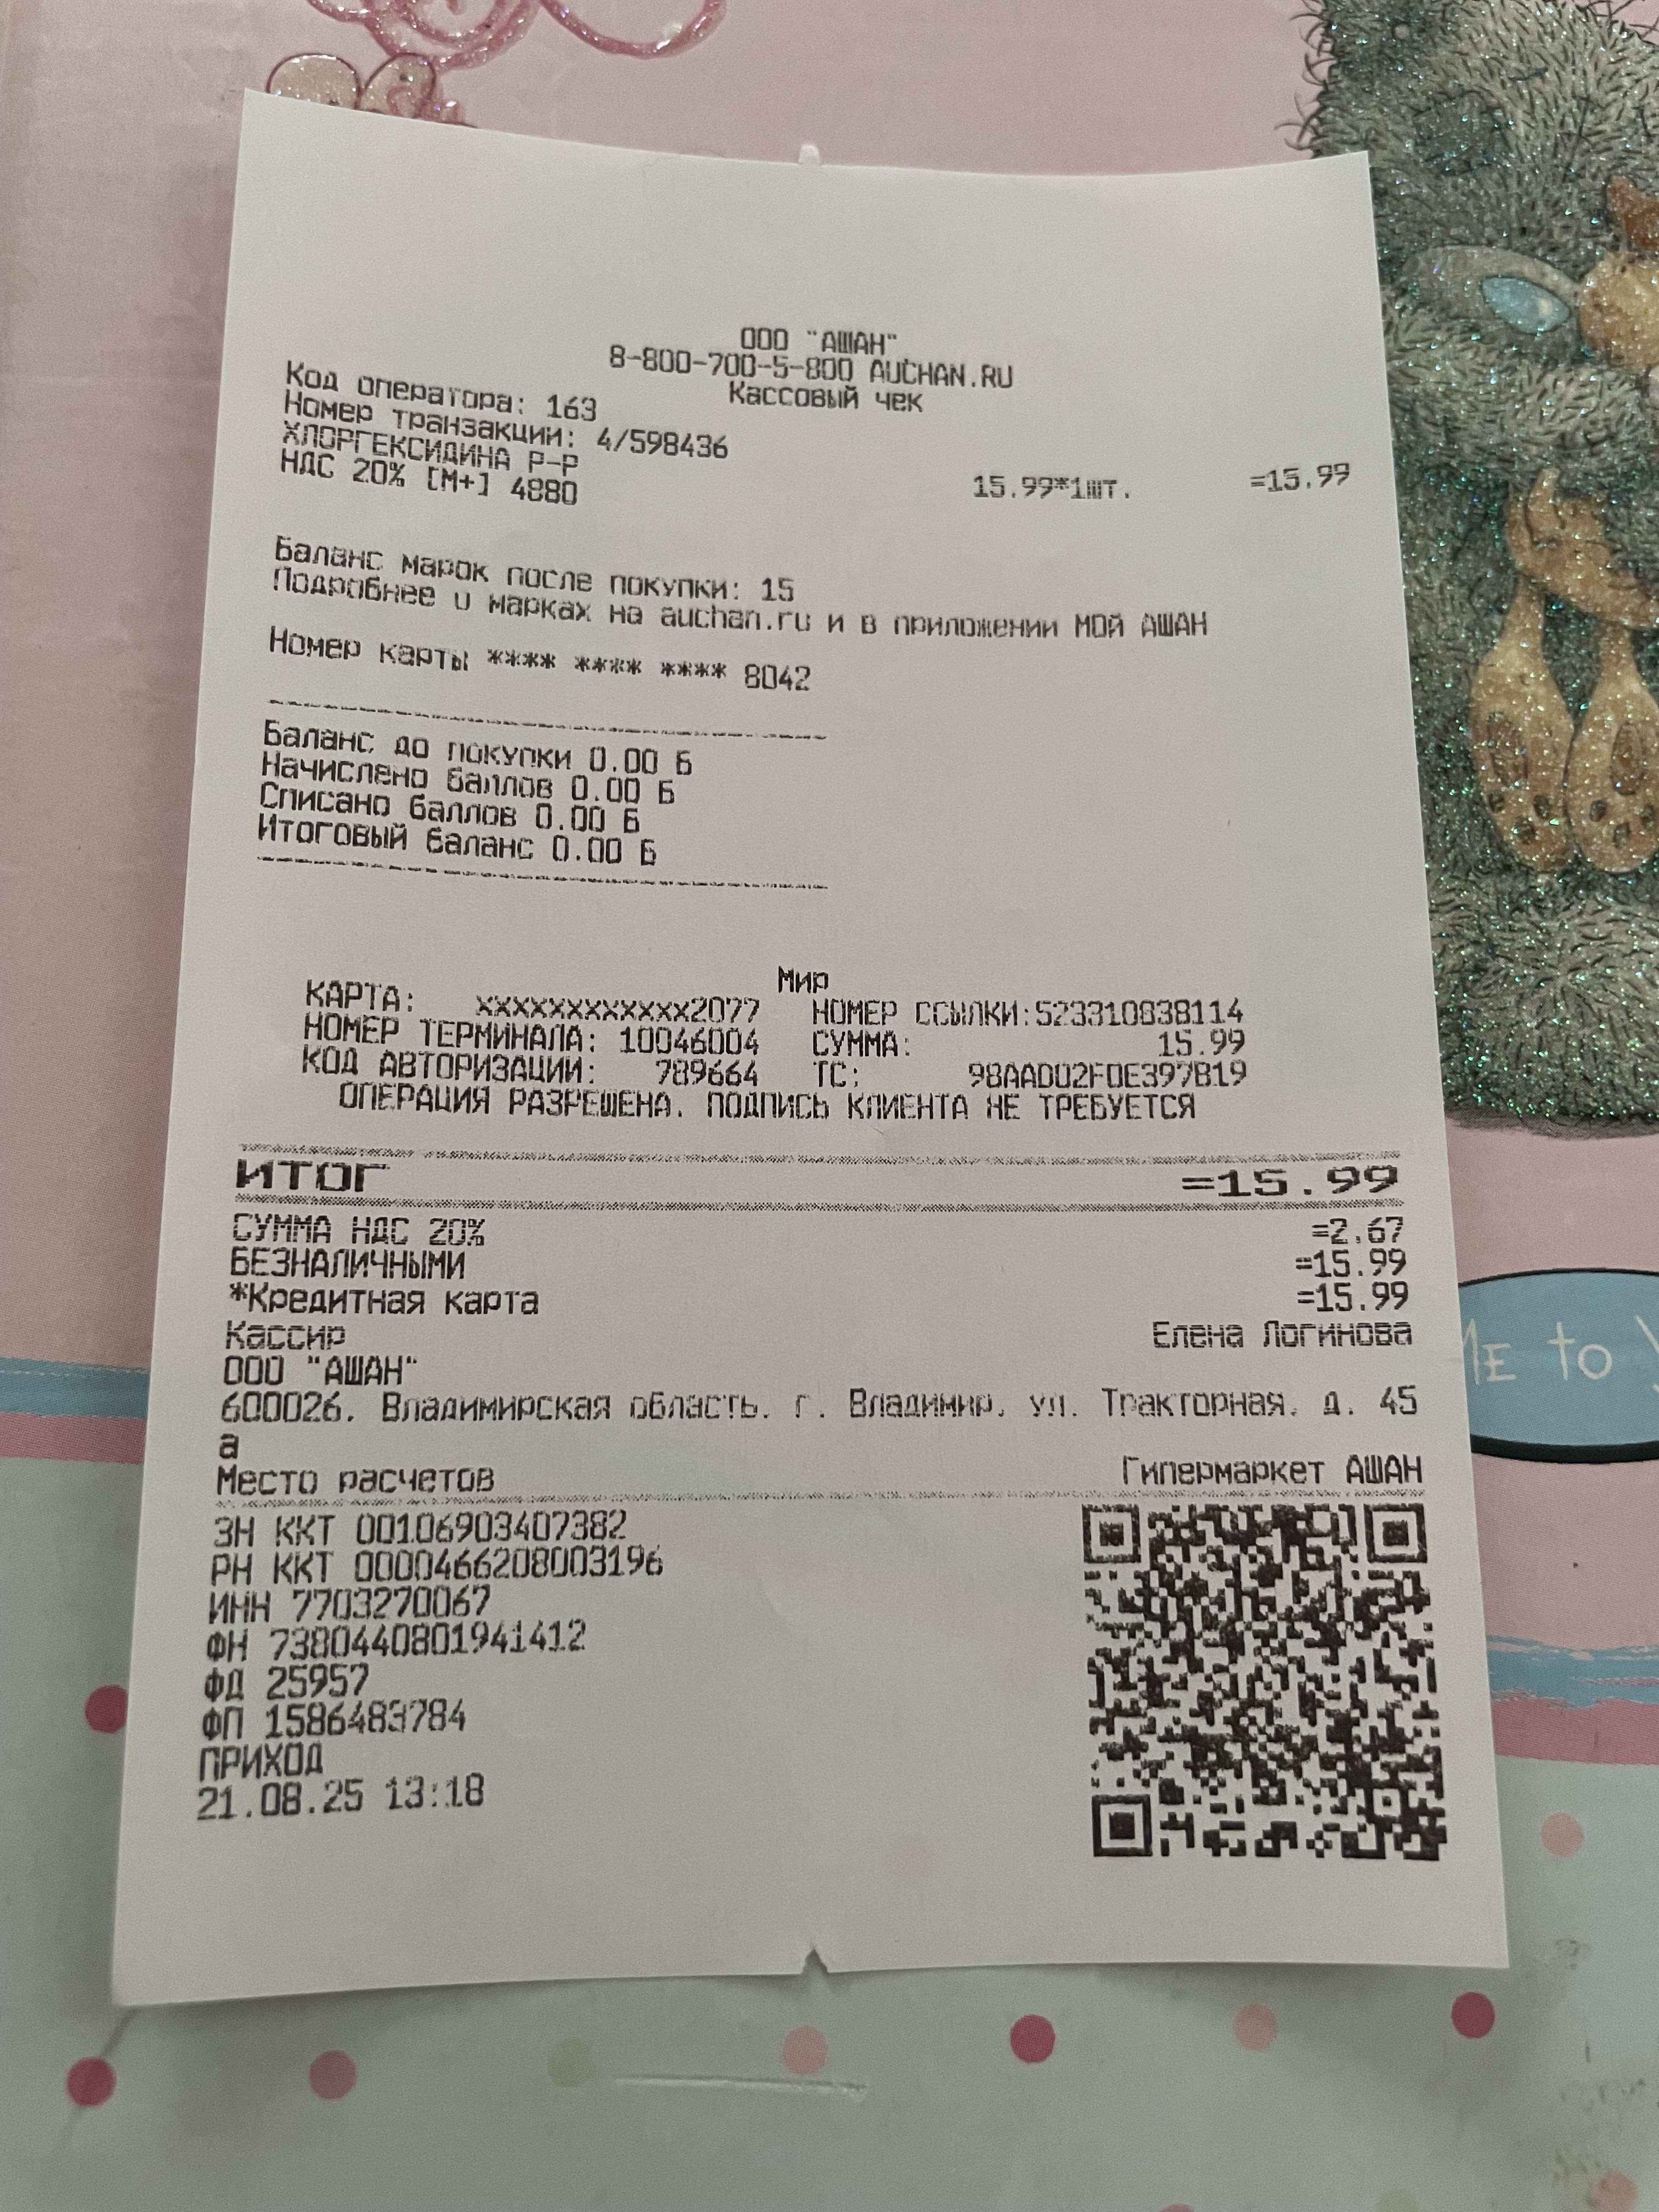 ООО "АШАН"
8-800-700-5-800 AUCHAN.RU
Кассовый чек
Код оператора: 163
Номер транзакции: 4/598436
ХЛОРГЕКСИДИНА Р-Р
НДС 20% [М+] 4880 15.99*1шт. =15.99
Баланс марок после покупки: 15
Подробнее о марках на auchan.ru и в приложении МОЙ АШАН
Номер карты **** **** **** 8042
Баланс до покупки 0.00 Б
Начислено баллов 0.00 Б
Списано баллов 0.00 Б
Итоговый баланс 0.00 Б
Мир
КАРТА: XXXXXXXXXXXX2077 НОМЕР ССЫЛКИ:523310838114
НОМЕР ТЕРМИНАЛА: 10046004 СУММА: 15.99
КОД АВТОРИЗАЦИИ: 789664 TC: 98AAD02F0E397B19
ОПЕРАЦИЯ РАЗРЕШЕНА. ПОДПИСЬ КЛИЕНТА НЕ ТРЕБУЕТСЯ
ИТОГ =15.99
СУММА НДС 20% =2.67
БЕЗНАЛИЧНЫМИ =15.99
*Кредитная карта =15.99
Кассир Елена Логинова
ООО "АШАН"
600026, Владимирская область, г. Владимир, ул. Тракторная, д. 45
а
Место расчетов Гипермаркет АШАН
ЗН ККТ 00106903407382
РН ККТ 0000466208003196
ИНН 7703270067
ФН 7380440801941412
ФД 25957
ФП 1586483784
ПРИХОД
21.08.25 13:18
ME to